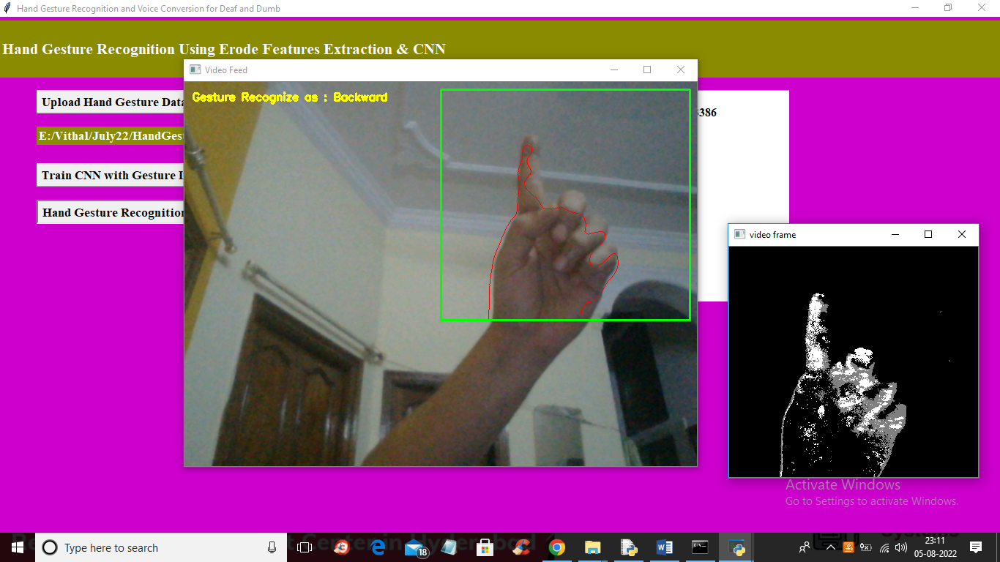 Hand Gesture Recognition and Voice Conversion for Deaf and Dumb
Hand Gesture Recognition Using Erode Features Extraction & CNN
Video Feed
Gesture Recognize as : Backward
Upload Hand Gesture Data
386
E:/Vithal/July22/HandGes
Train CNN with Gesture
Hand Gesture Recognition
video frame
Activate Windows
Go to Settings to activate Windows.
Type here to search
18
23:11
05-08-2022